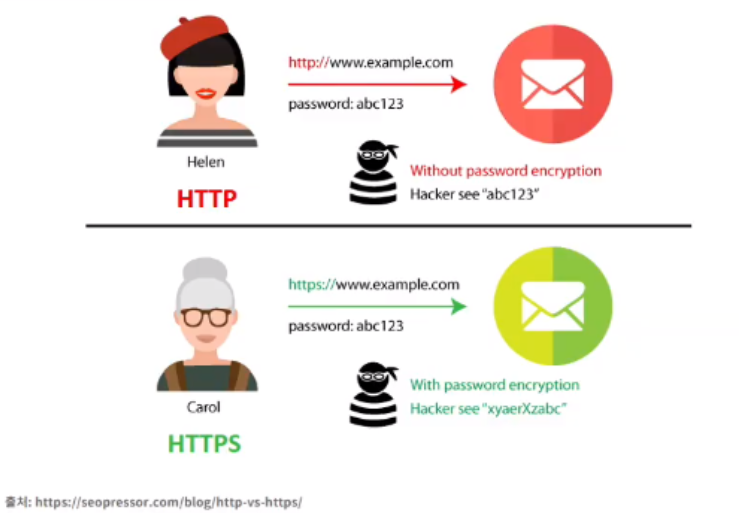 http://www.example.com
password: abc123
Helen
HTTP
Without password encryption
Hacker see “abc123”
https://www.example.com
password: abc123
Carol
HTTPS
With password encryption
Hacker see “xyaerXzabc”
출처: https://seopressor.com/blog/http-vs-https/